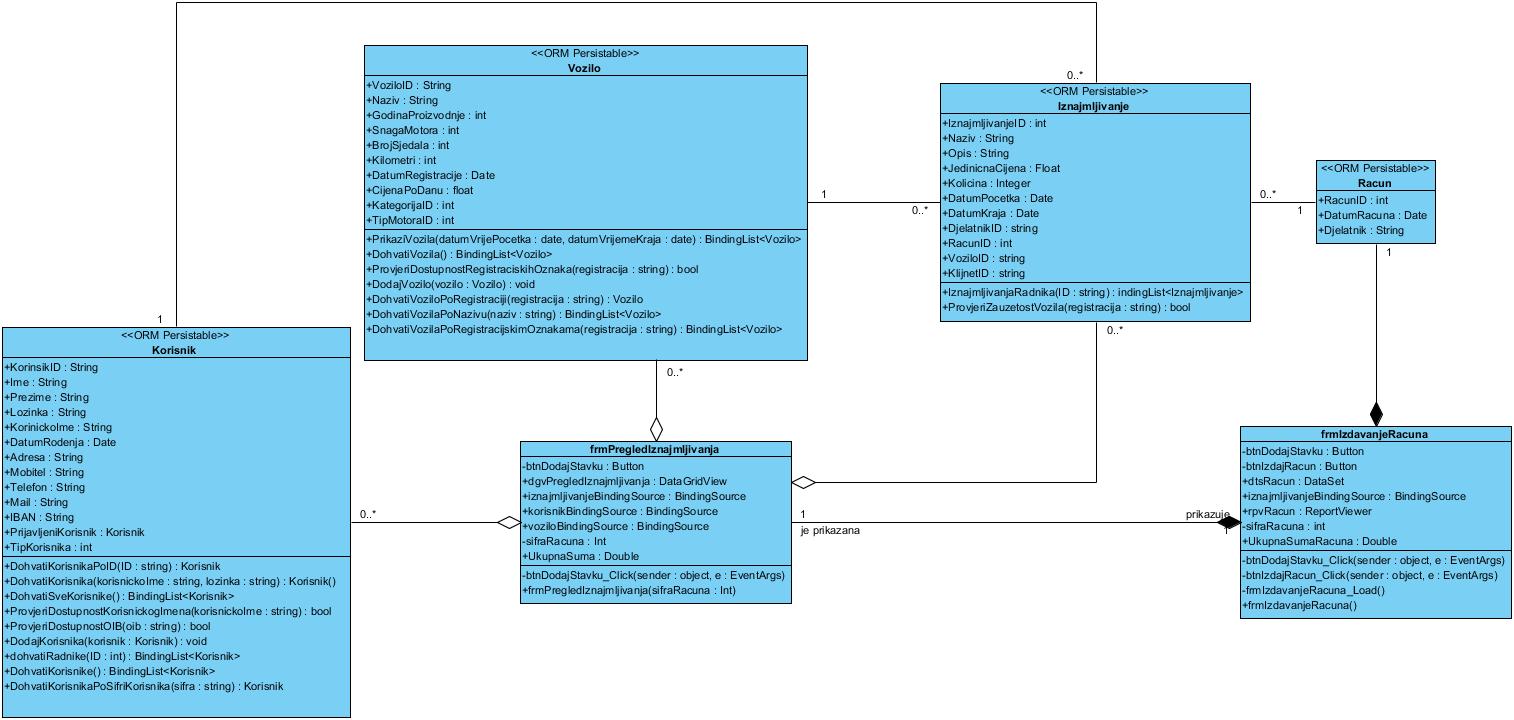 0..*
<<ORM Persistable>>
Vozilo
+VoziloID : String
+Naziv : String
+GodinaProizvodnje : int
+SnagaMotora : int
+BrojSjedala : int
+Kilometri : int
+DatumRegistracije : Date
+CijenaPoDanu : float
+KategorijaID : int
+TipMotoraID : int
+PrikaziVozila(datumVrijePocetka : date, datumVrijemeKraja : date) : BindingList<Vozilo>
+DohvatiVozila() : BindingList<Vozilo>
+ProvjeriDostupnostRegistraciskihOznaka(registracija : string) : bool
+DodajVozilo(vozilo : Vozilo) : void
+DohvatiVoziloPoRegistraciji(registracija : string) : Vozilo
+DohvatiVozilaPoNazivu(naziv : string) : BindingList<Vozilo>
+DohvatiVozilaPoRegistracijskimOznakama(registracija : string) : BindingList<Vozilo>
1
0..*
<<ORM Persistable>>
Iznajmljivanje
+IznajmljivanjeID : int
+Naziv : String
+Opis : String
+JedinicnaCijena : Float
+Kolicina : Integer
+DatumPocetka : Date
+DatumKraja : Date
+DjelatnikID : string
+RacunID : int
+VoziloID : string
+KlijnetID : string
+IznajmljivanjaRadnika(ID : string) : indingList<Iznajmljivanje>
+ProvjeriZauzetostVozila(registracija : string) : bool
0..*
1
<<ORM Persistable>>
Racun
+RacunID : int
+DatumRacuna : Date
+Djelatnik : String
1
0..*
0..*
1
<<ORM Persistable>>
Korisnik
+KorinsikID : String
+Ime : String
+Prezime : String
+Lozinka : String
+KorinickoIme : String
+DatumRodenja : Date
+Adresa : String
+Mobitel : String
+Telefon : String
+Mail : String
+IBAN : String
+PrijavljeniKorisnik : Korisnik
+TipKorisnika : int
+DohvatiKorisnikaPoID(ID : string) : Korisnik
+DohvatiKorisnika(korisnickoIme : string, lozinka : string) : Korisnik()
+DohvatiSveKorisnike() : BindingList<Korisnik>
+ProvjeriDostupnostKorisnickogImena(korisnickoIme : string) : bool
+ProvjeriDostupnostOIB(oib : string) : bool
+DodajKorisnika(korisnik : Korisnik) : void
+dohvatiRadnike(ID : int) : BindingList<Korisnik>
+DohvatiKorisnike() : BindingList<Korisnik>
+DohvatiKorisnikaPoSifriKorisnika(sifra : string) : Korisnik
0..*
frmPregledIznajmljivanja
-btnDodajStavku : Button
+dgvPregledIznajmljivanja : DataGridView
+iznajmljivanjeBindingSource : BindingSource
+korisnikBindingSource : BindingSource
+voziloBindingSource : BindingSource
-sifraRacuna : Int
+UkupnaSuma : Double
-btnDodajStavku_Click(sender : object, e : EventArgs)
+frmPregledIznajmljivanja(sifraRacuna : Int)
1
je prikazana
prikazuje
1
frmIzdavanjeRacuna
-btnDodajStavku : Button
-btnIzdajRacun : Button
+dtsRacun : DataSet
+iznajmljivanjeBindingSource : BindingSource
+rpvRacun : ReportViewer
-sifraRacuna : int
+UkupnaSumaRacuna : Double
-btnDodajStavku_Click(sender : object, e : EventArgs)
-btnIzdajRacun_Click(sender : object, e : EventArgs)
-frmIzdavanjeRacuna_Load()
+frmIzdavanjeRacuna()